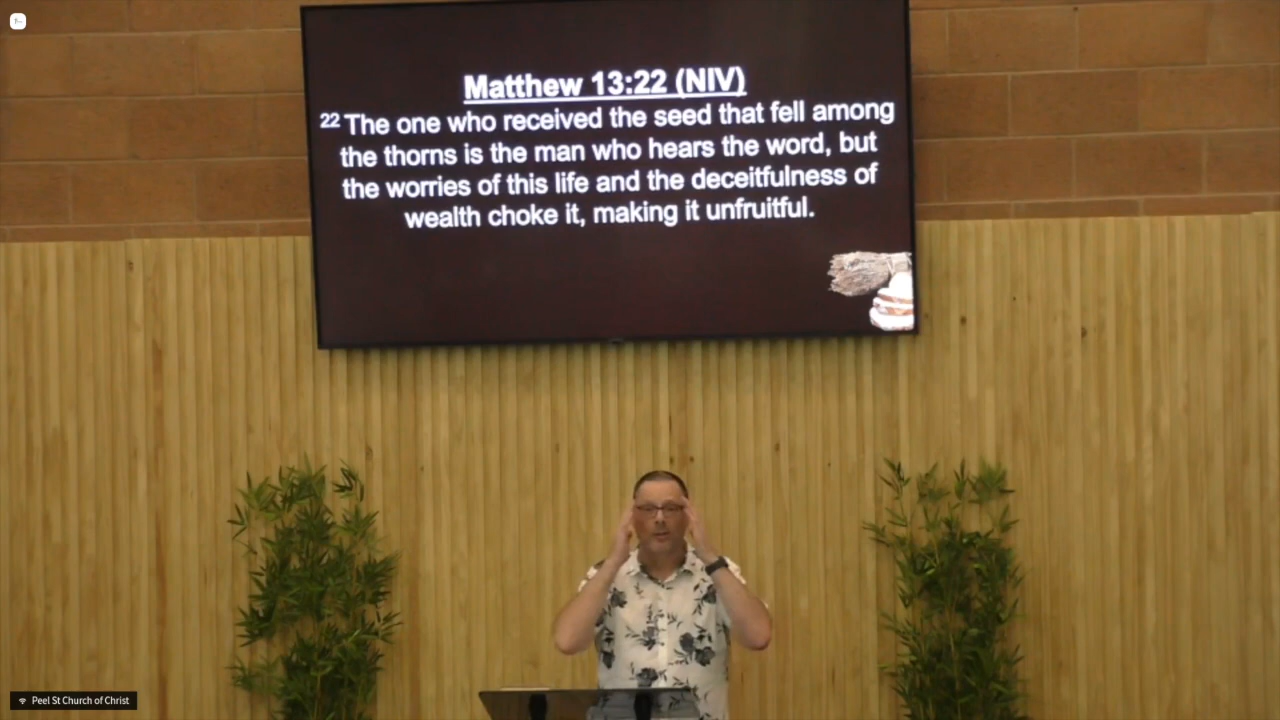 Matthew 13:22 (NIV)
22 The one who received the seed that fell among
the thorns is the man who hears the word, but
the worries of this life and the deceitfulness of
wealth choke it, making it unfruitful.
Peel St Church of Christ